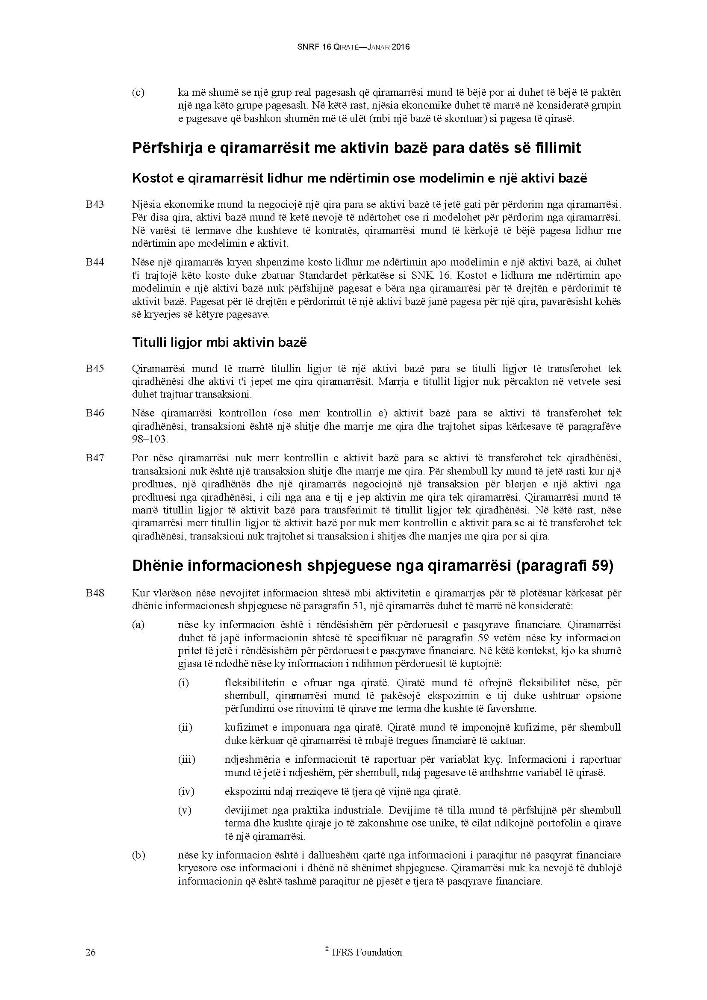 SNRF 16 QIRATË—JANAR 2016
(c) ka më shumë se një grup real pagesash që qiramarrësi mund të bëjë por ai duhet të bëjë të paktën
një nga këto grupe pagesash. Në këtë rast, njësia ekonomike duhet të marrë në konsideratë grupin
e pagesave që bashkon shumën më të ulët (mbi një bazë të skontuar) si pagesa të qirasë.
Përfshirja e qiramarrësit me aktivin bazë para datës së fillimit
Kostot e qiramarrësit lidhur me ndërtimin ose modelimin e një aktivi bazë
B43 Njësia ekonomike mund ta negociojë një qira para se aktivi bazë të jetë gati për përdorim nga qiramarrësi.
Për disa qira, aktivi bazë mund të ketë nevojë të ndërtohet ose ri modelohet për përdorim nga qiramarrësi.
Në varësi të termave dhe kushteve të kontratës, qiramarrësi mund të kërkojë të bëjë pagesa lidhur me
ndërtimin apo modelimin e aktivit.
B44 Nëse një qiramarrës kryen shpenzime kosto lidhur me ndërtimin apo modelimin e një aktivi bazë, ai duhet
t'i trajtojë këto kosto duke zbatuar Standardet përkatëse si SNK 16. Kostot e lidhura me ndërtimin apo
modelimin e një aktivi bazë nuk përfshijnë pagesat e bëra nga qiramarrësi për të drejtën e përdorimit të
aktivit bazë. Pagesat për të drejtën e përdorimit të një aktivi bazë janë pagesa për një qira, pavarësisht kohës
së kryerjes së këtyre pagesave.
Titulli ligjor mbi aktivin bazë
B45 Qiramarrësi mund të marrë titullin ligjor të një aktivi bazë para se titulli ligjor të transferohet tek
qiradhënësi dhe aktivi t'i jepet me qira qiramarrësit. Marrja e titullit ligjor nuk përcakton në vetvete sesi
duhet trajtuar transaksioni.
B46 Nëse qiramarrësi kontrollon (ose merr kontrollin e) aktivit bazë para se aktivi të transferohet tek
qiradhënësi, transaksioni është një shitje dhe marrje me qira dhe trajtohet sipas kërkesave të paragrafëve
98–103.
B47 Por nëse qiramarrësi nuk merr kontrollin e aktivit bazë para se aktivi të transferohet tek qiradhënësi,
transaksioni nuk është një transaksion shitje dhe marrje me qira. Për shembull ky mund të jetë rasti kur një
prodhues, një qiradhënës dhe një qiramarrës negociojnë një transaksion për blerjen e një aktivi nga
prodhuesi nga qiradhënësi, i cili nga ana e tij e jep aktivin me qira tek qiramarrësi. Qiramarrësi mund të
marrë titullin ligjor të aktivit bazë para transferimit të titullit ligjor tek qiradhënësi. Në këtë rast, nëse
qiramarrësi merr titullin ligjor të aktivit bazë por nuk merr kontrollin e aktivit para se ai të transferohet tek
qiradhënësi, transaksioni nuk trajtohet si transaksion i shitjes dhe marrjes me qira por si qira.
Dhënie informacionesh shpjeguese nga qiramarrësi (paragrafi 59)
B48 Kur vlerëson nëse nevojitet informacion shtesë mbi aktivitetin e qiramarrjes për të plotësuar kërkesat për
dhënie informacionesh shpjeguese në paragrafin 51, një qiramarrës duhet të marrë në konsideratë:
(a) nëse ky informacion është i rëndësishëm për përdoruesit e pasqyrave financiare. Qiramarrësi
duhet të japë informacionin shtesë të specifikuar në paragrafin 59 vetëm nëse ky informacion
pritet të jetë i rëndësishëm për përdoruesit e pasqyrave financiare. Në këtë kontekst, kjo ka shumë
gjasa të ndodhë nëse ky informacion i ndihmon përdoruesit të kuptojnë:
(i) fleksibilitetin e ofruar nga qiratë. Qiratë mund të ofrojnë fleksibilitet nëse, për
shembull, qiramarrësi mund të pakësojë ekspozimin e tij duke ushtruar opsione
përfundimi ose rinovimi të qirave me terma dhe kushte të favorshme.
(ii) kufizimet e imponuara nga qiratë. Qiratë mund të imponojnë kufizime, për shembull
duke kërkuar që qiramarrësi të mbajë tregues financiarë të caktuar.
(iii) ndjeshmëria e informacionit të raportuar për variablat kyç. Informacioni i raportuar
mund të jetë i ndjeshëm, për shembull, ndaj pagesave të ardhshme variabël të qirasë.
(iv) ekspozimi ndaj rreziqeve të tjera që vijnë nga qiratë.
(v) devijimet nga praktika industriale. Devijime të tilla mund të përfshijnë për shembull
terma dhe kushte qiraje jo të zakonshme ose unike, të cilat ndikojnë portofolin e qirave
të një qiramarrësi.
(b) nëse ky informacion është i dallueshëm qartë nga informacioni i paraqitur në pasqyrat financiare
kryesore ose informacioni i dhënë në shënimet shpjeguese. Qiramarrësi nuk ka nevojë të dublojë
informacionin që është tashmë paraqitur në pjesët e tjera të pasqyrave financiare.
26 © IFRS Foundation